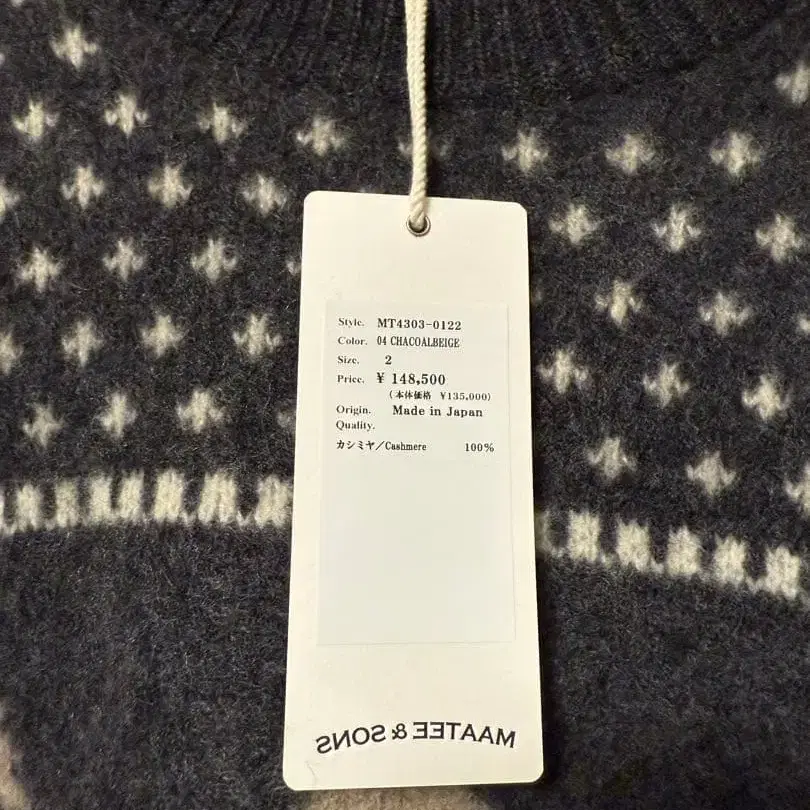 Style. MT4303-0122
Color. 04 CHACOALBEIGE
Size. 2
Price. ¥ 148,500
(本体価格 ¥135,000)
Origin. Made in Japan
Quality.
カシミヤ/Cashmere 100%
MAATEE & SONS